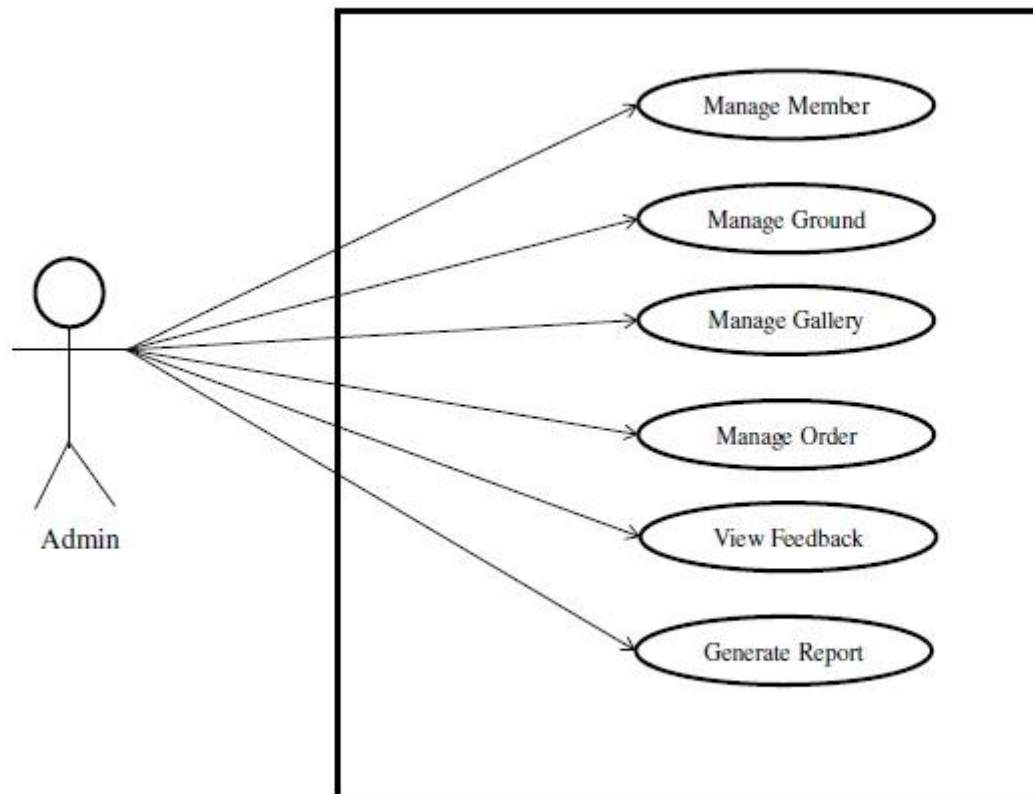 Manage Member
Manage Ground
Manage Gallery
Manage Order
View Feedback
Admin
Generate Report